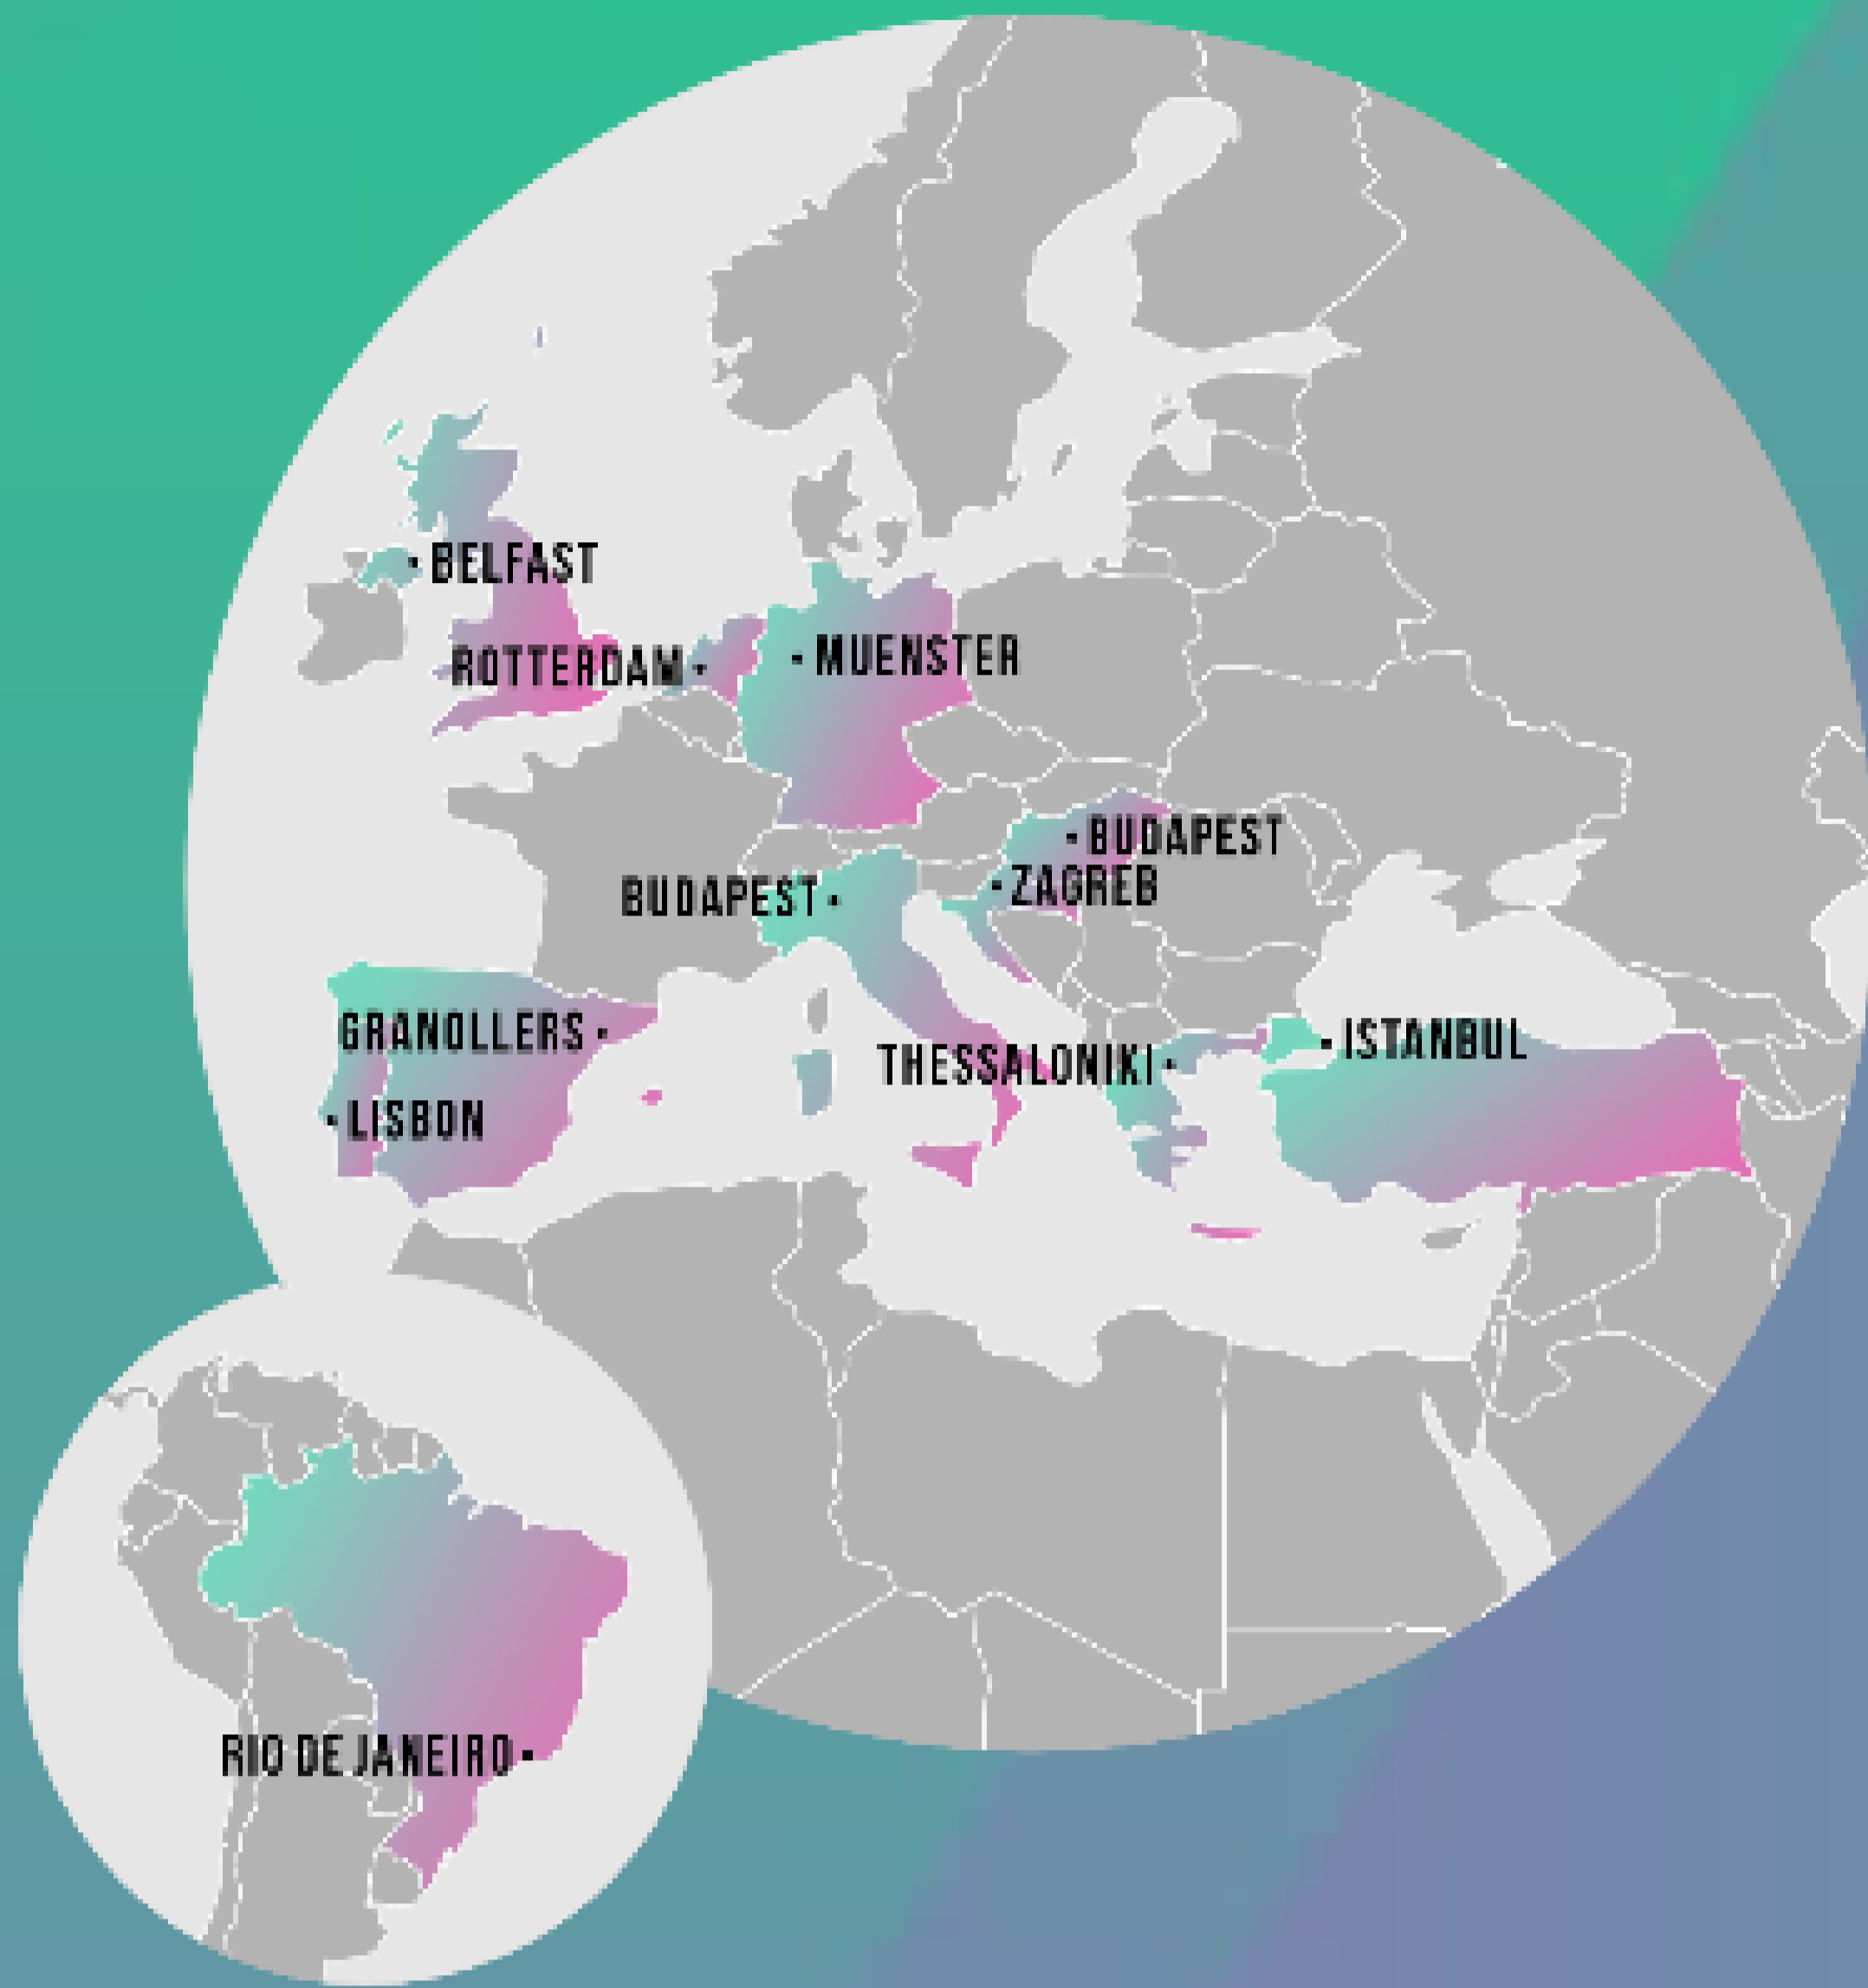 BELFAST
ROTTERDAM
MUENSTER
BUDAPEST
ZAGREB
BUDAPEST
GRANOLLERS
ISTANBUL
THESSALONIKI
LISBON
RIO DE JANEIRO